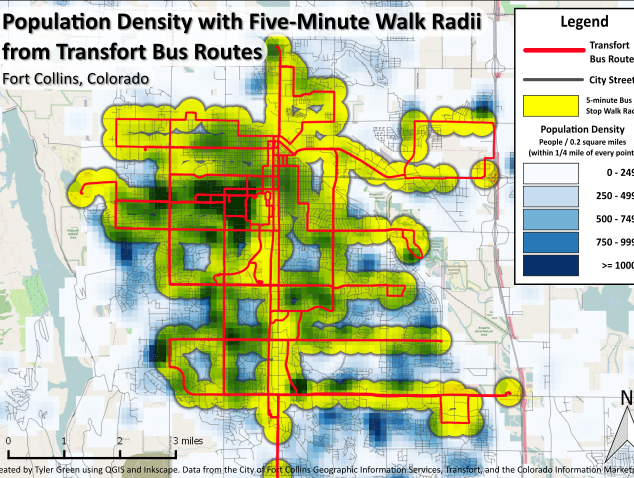 Population Density with Five-Minute Walk Radii
from Transfort Bus Routes
Fort Collins, Colorado
Legend
Transfort
Bus Route
City Street
5-minute Bus
Stop Walk Rad
Population Density
People / 0.2 square miles
(within 1/4 mile of every point
0 - 249
250 - 499
500 - 749
750 - 999
>= 1000
N
0 1 2 3 miles
eated by Tyler Green using QGIS and Inkscape. Data from the City of Fort Collins Geographic Information Services, Transfort, and the Colorado Information Marketp